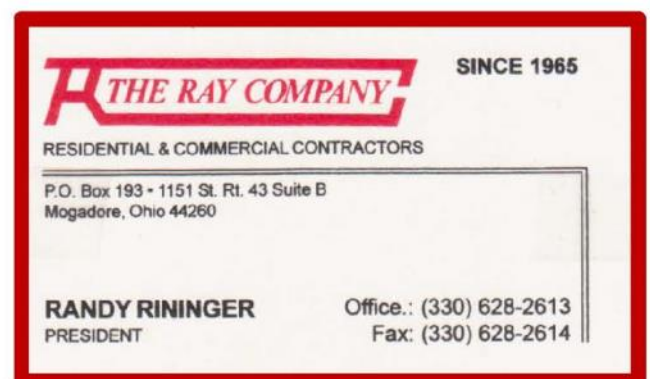 SINCE 1965
THE RAY COMPANY
RESIDENTIAL & COMMERCIAL CONTRACTORS
P.O. Box 193 - 1151 St. Rt. 43 Suite B
Mogadore, Ohio 44260
RANDY RININGER
PRESIDENT
Office.: (330) 628-2613
Fax: (330) 628-2614